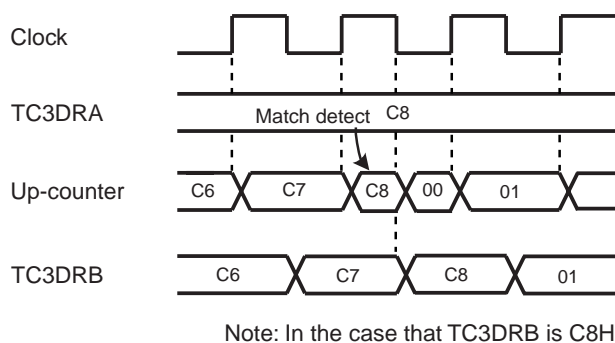 Clock
TC3DRA
Match detect C8
Up-counter C6 C7 C8 00 01
TC3DRB C6 C7 C8 01
Note: In the case that TC3DRB is C8H